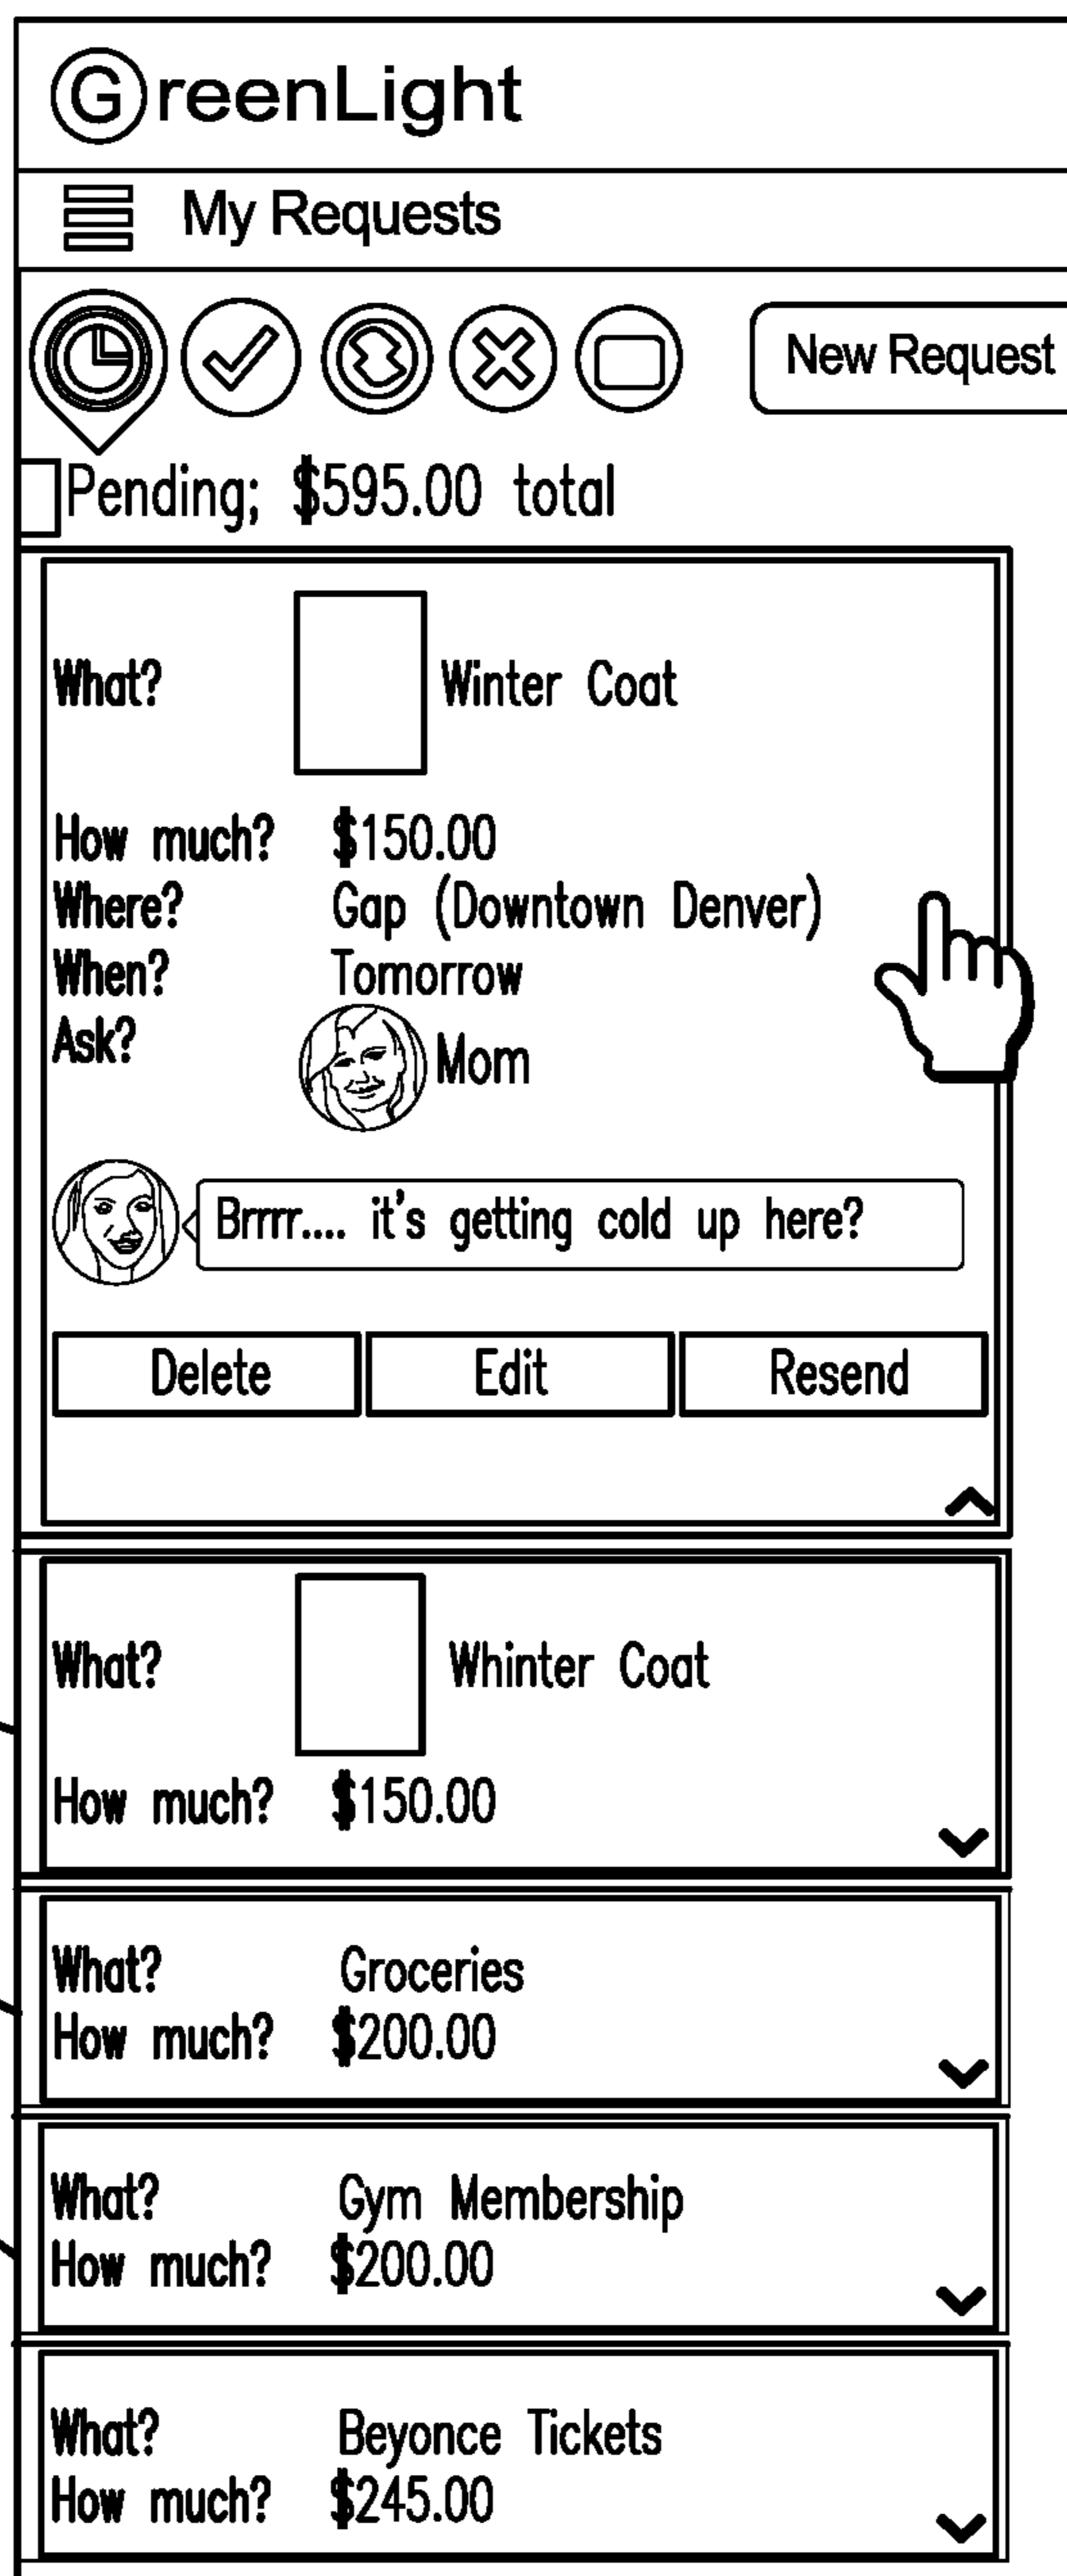 GreenLight
My Requests
New Request
Pending; $595.00 total
What? Winter Coat
How much? $150.00
Where? Gap (Downtown Denver)
When? Tomorrow
Ask? Mom
Brrrr.... it's getting cold up here?
Delete Edit Resend
What? Whinter Coat
How much? $150.00
What? Groceries
How much? $200.00
What? Gym Membership
How much? $200.00
What? Beyonce Tickets
How much? $245.00